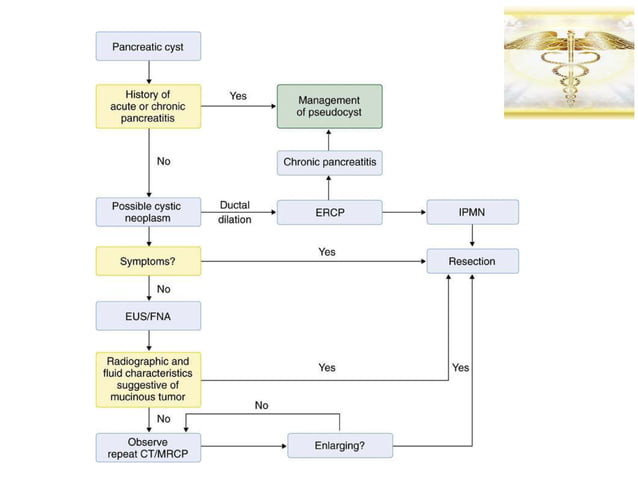 Pancreatic cyst
History of
acute or chronic
pancreatitis
Yes
Management
of pseudocyst
No
Chronic pancreatitis
Possible cystic
neoplasm
Ductal
dilation
ERCP
IPMN
Symptoms?
Yes
Resection
No
EUS/FNA
Radiographic and
fluid characteristics
suggestive of
mucinous tumor
Yes
Yes
No
No
Observe
repeat CT/MRCP
Enlarging?